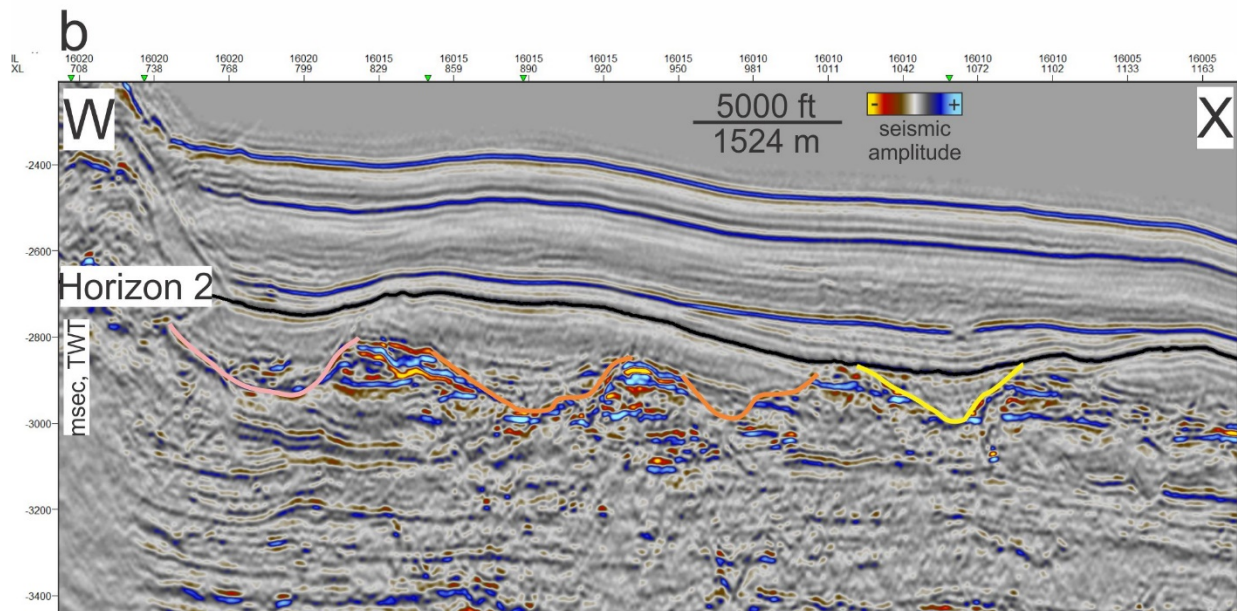 b
IL 16020 16020 16020 16020 16015 16015 16015 16015 16015 16010 16010 16010 16010 16010 16005 16005
XL 708 738 768 799 829 859 890 920 950 981 1011 1042 1072 1102 1133 1163
W
5000 ft
1524 m
- +
seismic
amplitude
X
-2400
-2600
Horizon 2
-2800
msec, TWT
-3000
-3200
-3400